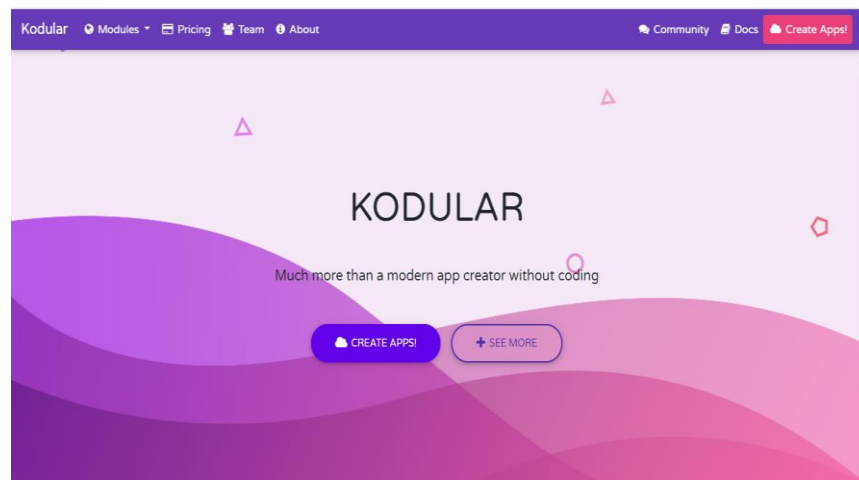 Kodular Modules Pricing Team About Community Docs Create Apps!
KODULAR
Much more than a modern app creator without coding
CREATE APPS! SEE MORE